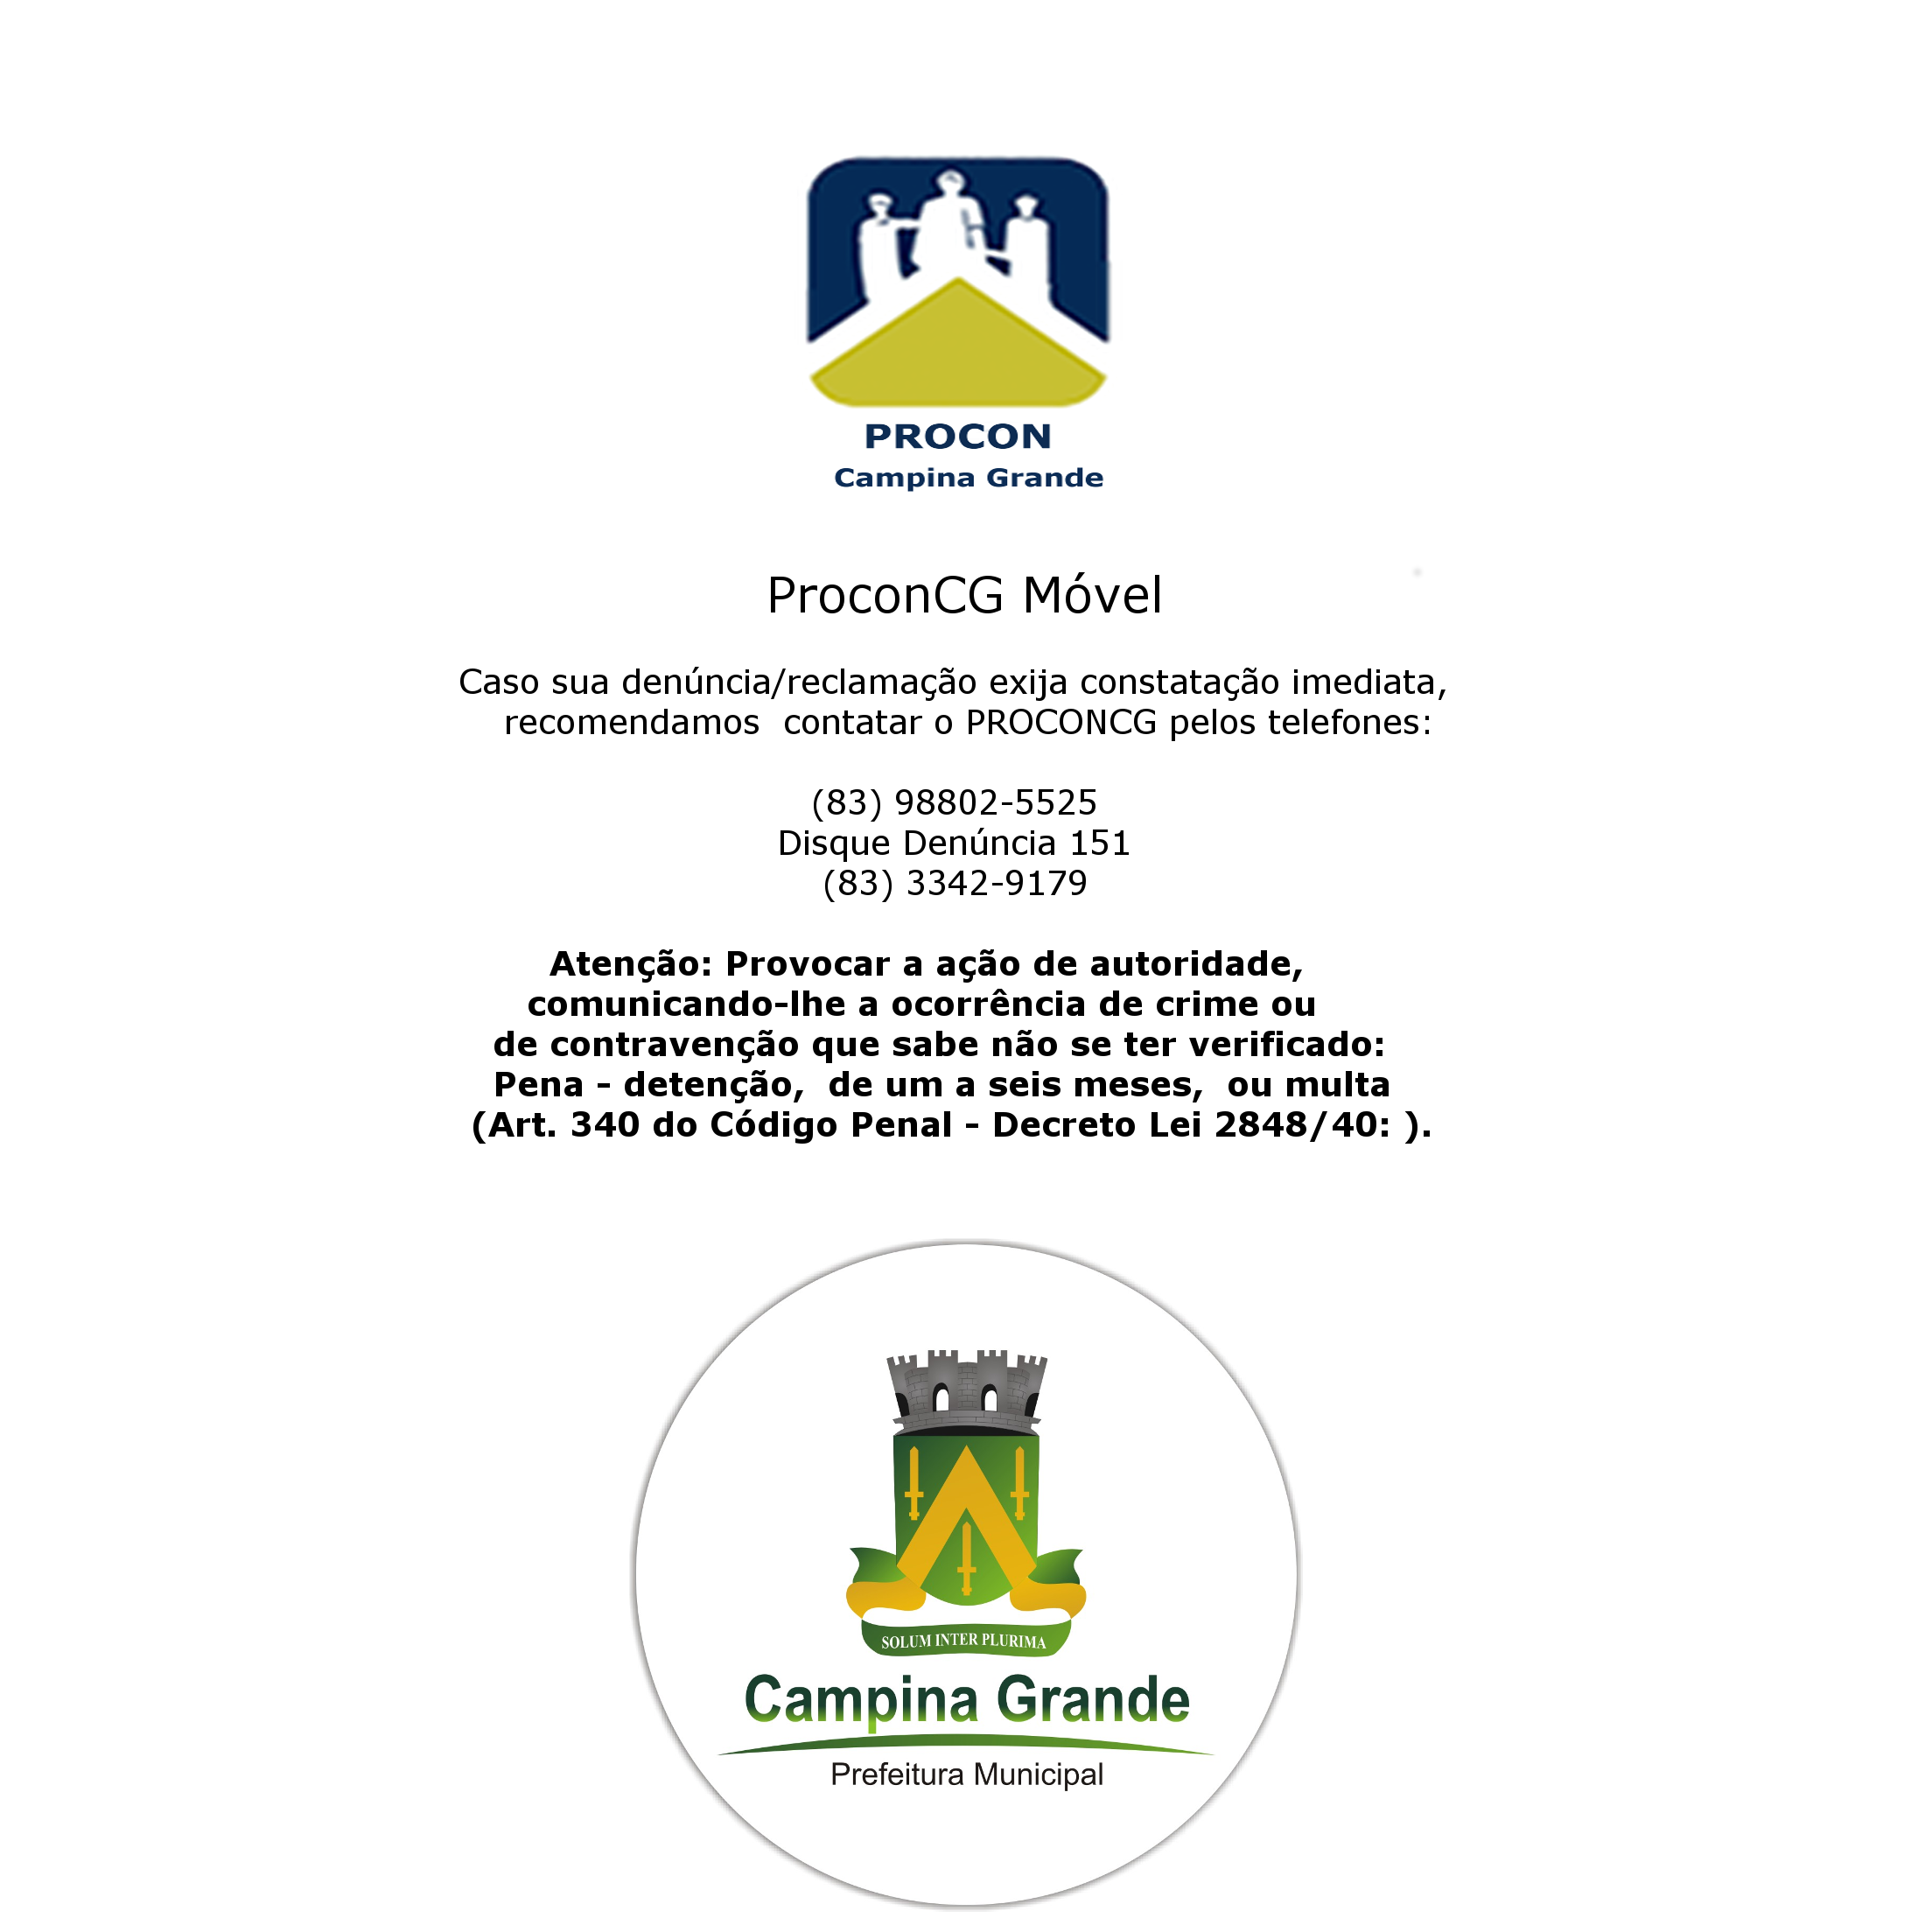 PROCON
Campina Grande
ProconCG Móvel
Caso sua denúncia/reclamação exija constatação imediata,
recomendamos contatar o PROCONCG pelos telefones:
(83) 98802-5525
Disque Denúncia 151
(83) 3342-9179
Atenção: Provocar a ação de autoridade,
comunicando-lhe a ocorrência de crime ou
de contravenção que sabe não se ter verificado:
Pena - detenção, de um a seis meses, ou multa
(Art. 340 do Código Penal - Decreto Lei 2848/40: ).
SOLUM INTER PLURIMA
Campina Grande
Prefeitura Municipal